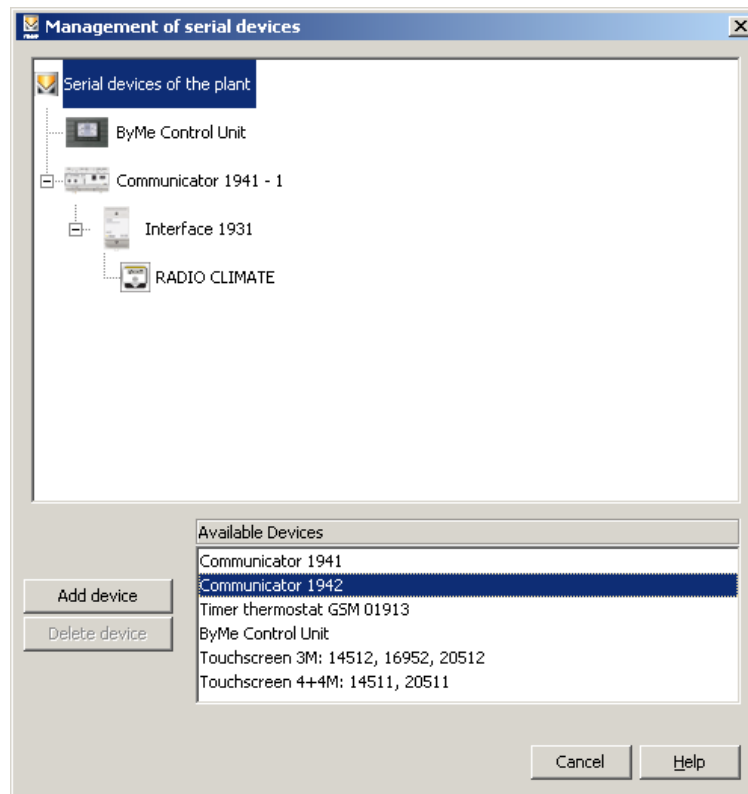 Management of serial devices
Serial devices of the plant
ByMe Control Unit
Communicator 1941 - 1
Interface 1931
RADIO CLIMATE
Available Devices
Communicator 1941
Communicator 1942
Timer thermostat GSM 01913
ByMe Control Unit
Touchscreen 3M: 14512, 16952, 20512
Touchscreen 4+4M: 14511, 20511
Add device
Delete device
Cancel
Help